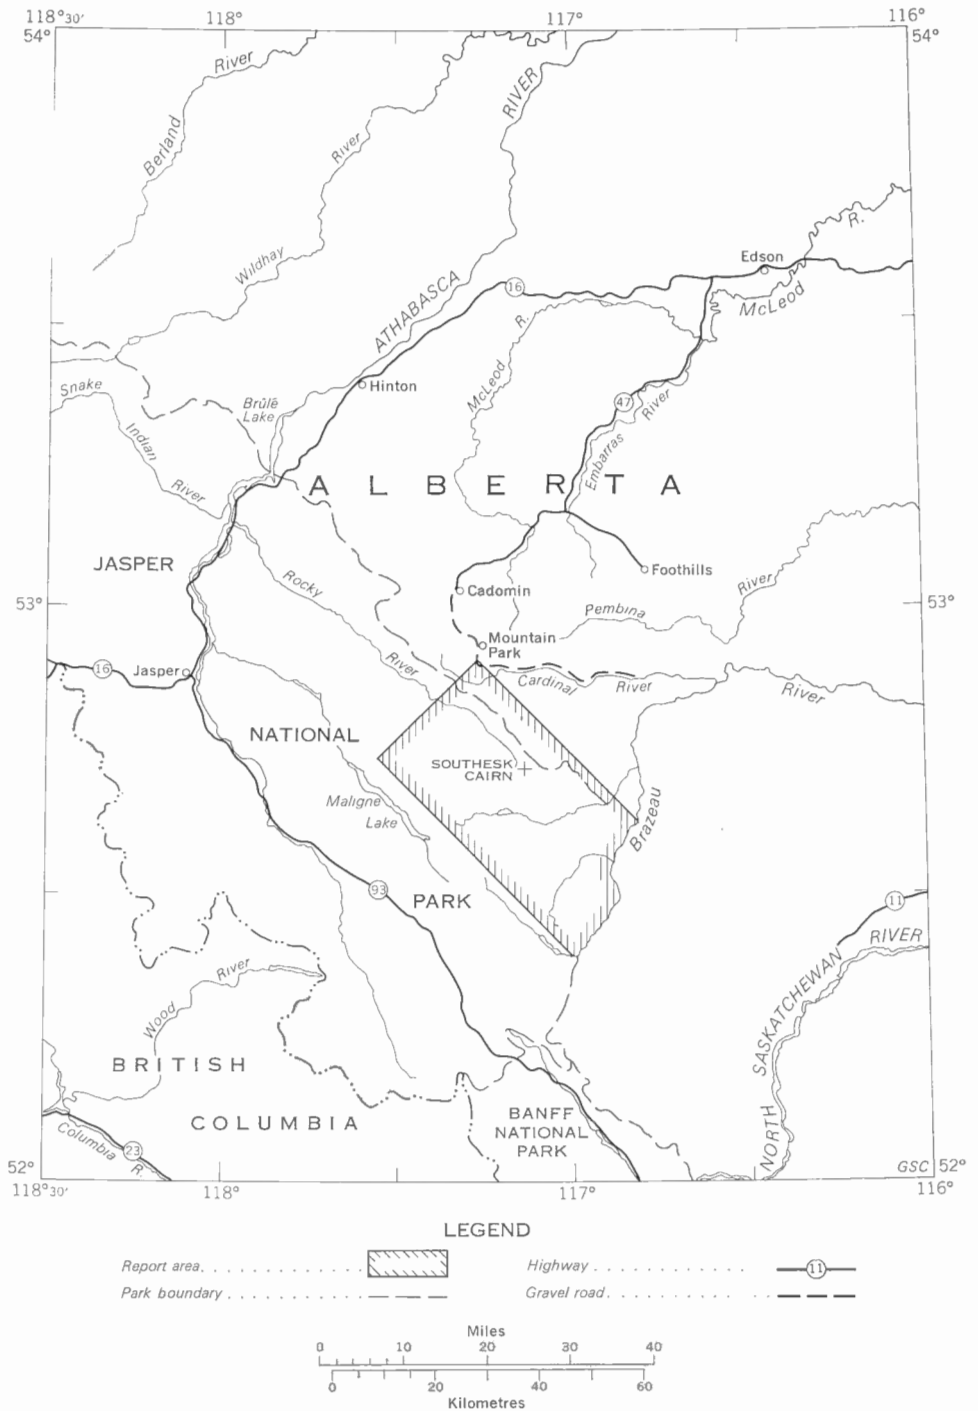 118°30′ 118° 117° 116°
54° 54°
River
Berland
River
RIVER
Wildhay
R.
Edson
ATHABASCA
16
McLeod
R.
Hinton
Snake
McLeod
Brûlé
Lake
47
River
Indian
River
Embarras
ALBERTA
JASPER
Rocky
Foothills
Cadomin
River
53° 53°
Pembina
Mountain
Park
River
16
Jasper
Cardinal
River
River
NATIONAL
SOUTHESK
CAIRN
Maligne
Lake
Brazeau
93
PARK
11
RIVER
River
Wood
SASKATCHEWAN
BRITISH
COLUMBIA
BANFF
NATIONAL
PARK
NORTH
Columbia
23
R.
GSC
52° 52°
118°30′ 118° 117° 116°
LEGEND
Report area
Highway 11
Park boundary
Gravel road
Miles
0 10 20 30 40
0 20 40 60
Kilometres